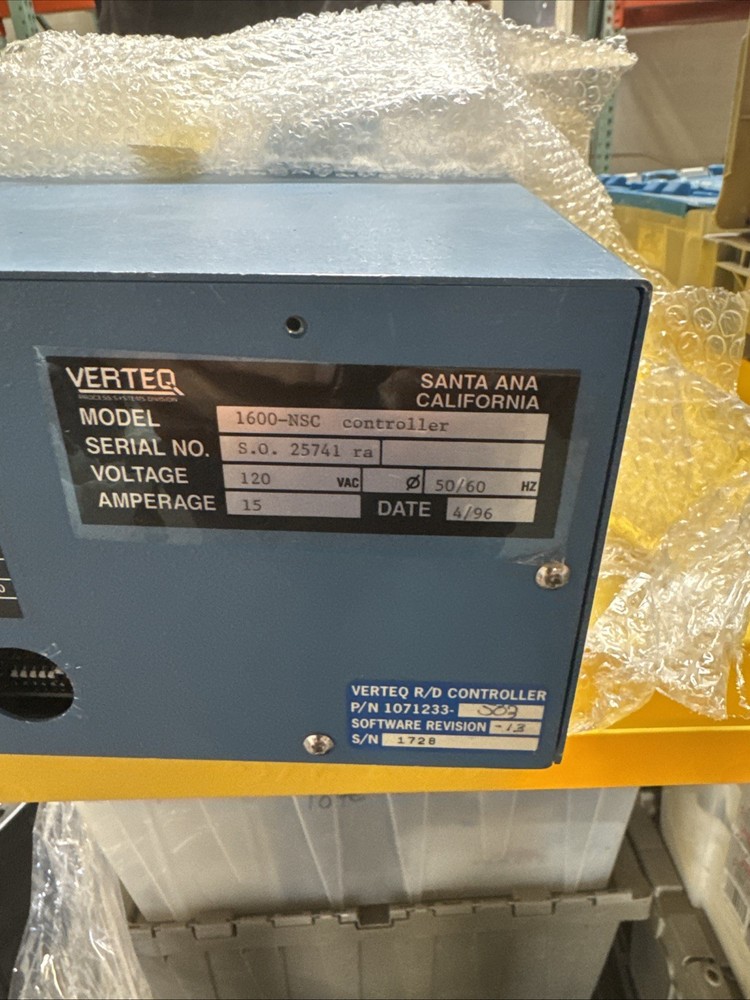 VERTEQ
PROCESS SYSTEMS DIVISION
SANTA ANA
CALIFORNIA
MODEL 1600-NSC controller
SERIAL NO. S.O. 25741 ra
VOLTAGE 120 VAC Ø 50/60 HZ
AMPERAGE 15 DATE 4/96
VERTEQ R/D CONTROLLER
P/N 1071233-
SOFTWARE REVISION -13
S/N 1728